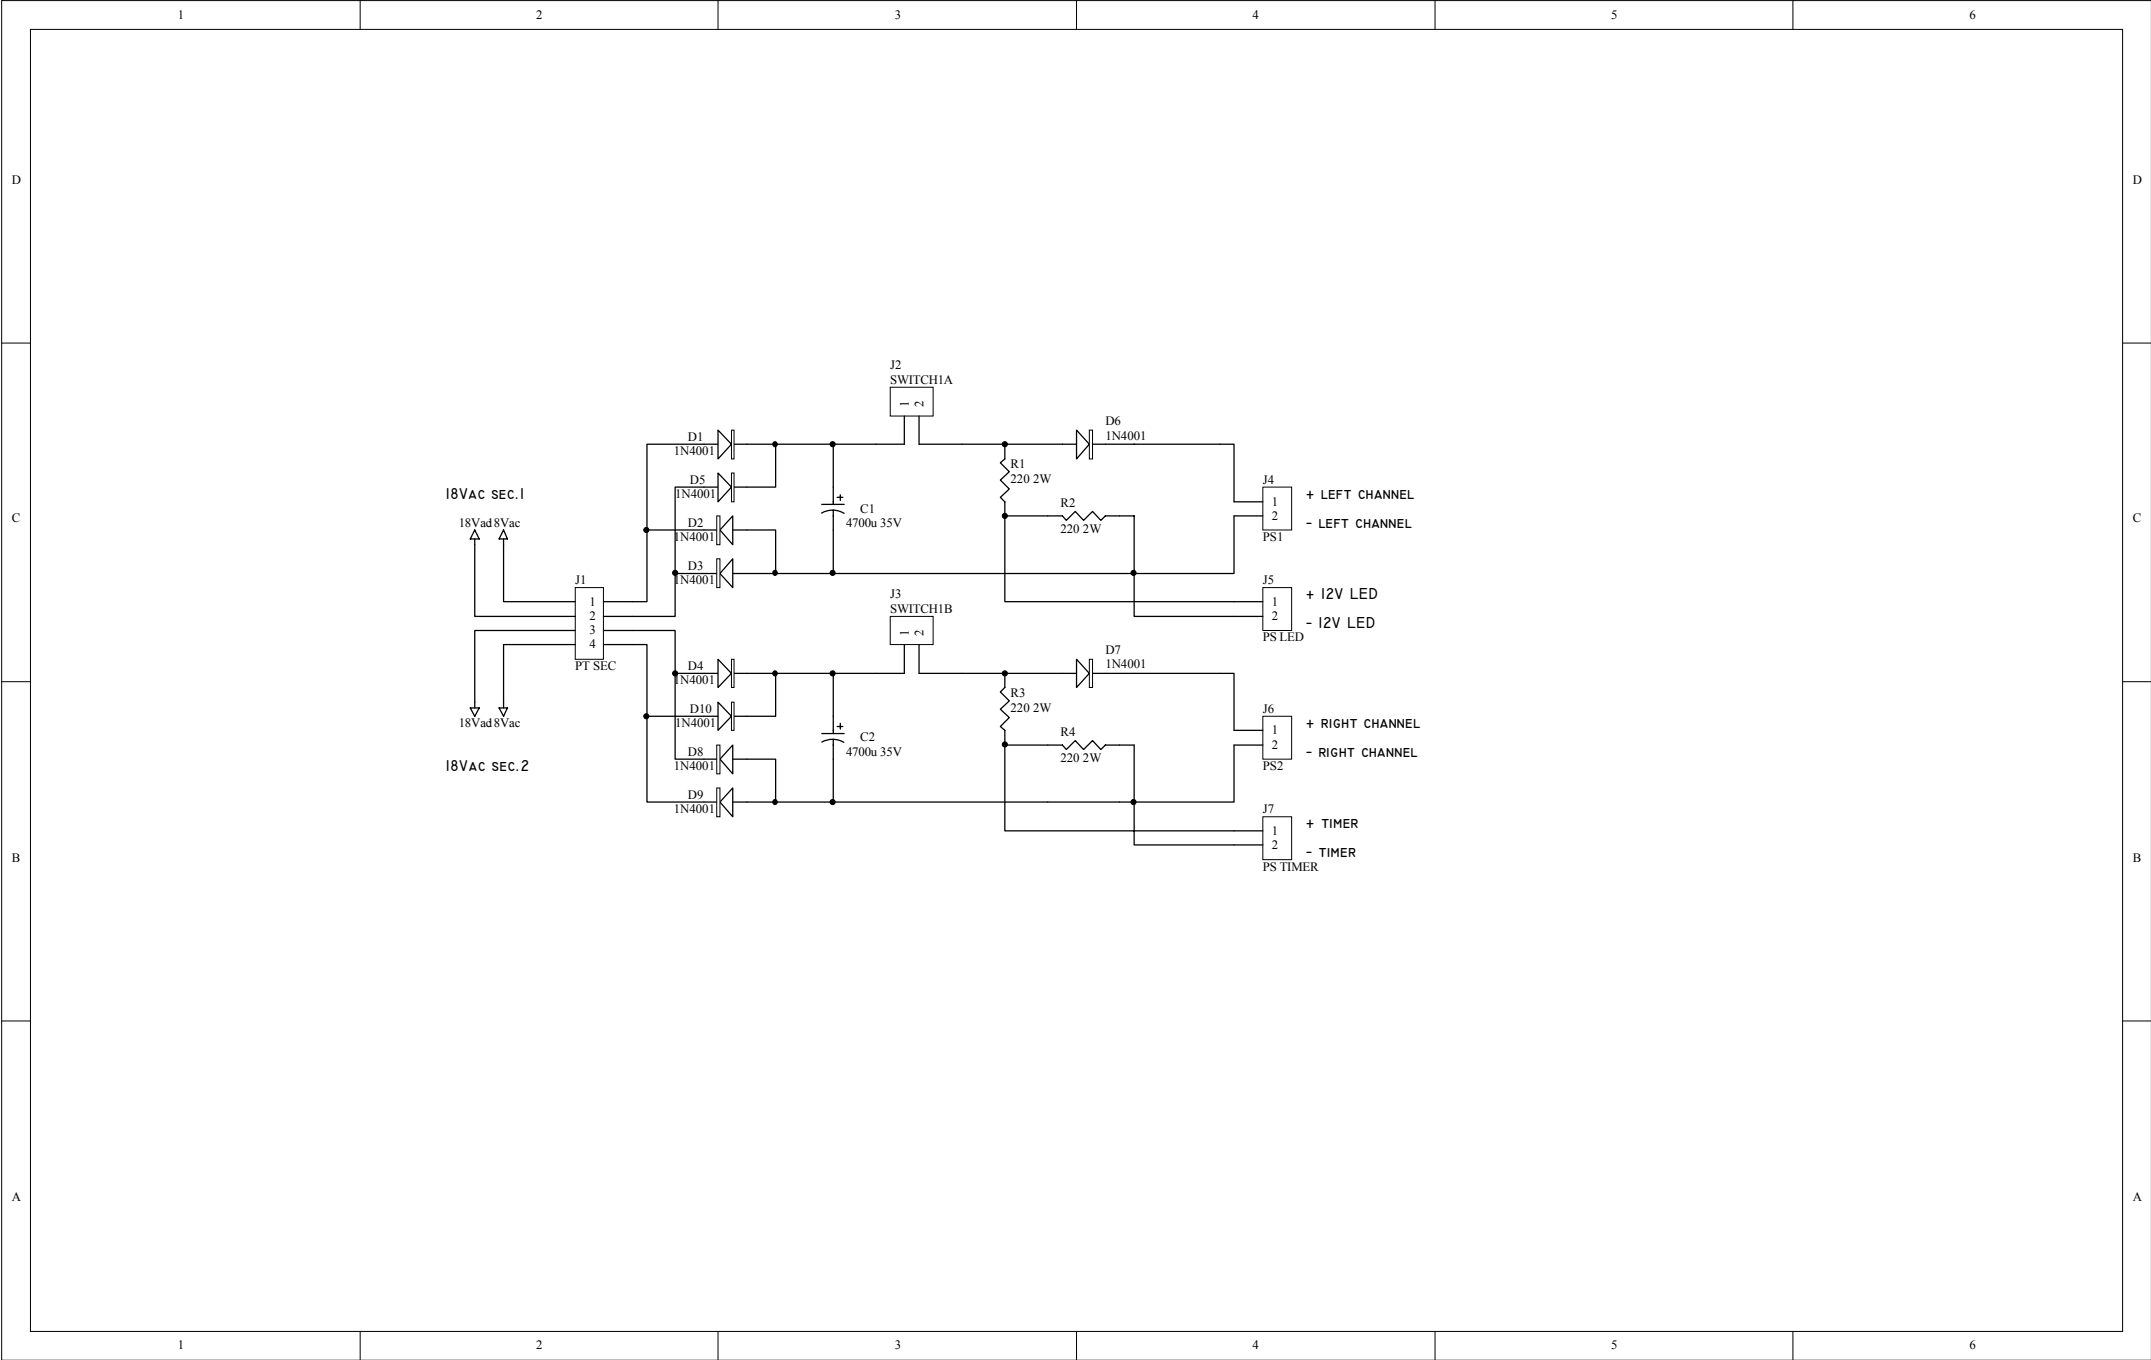 1 2 3 4 5 6
D D
J2
SWITCH1A
1 2
D6
1N4001
D1
1N4001
R1
220 2W
D5
1N4001
J4
1
2
PS1
+ LEFT CHANNEL
- LEFT CHANNEL
18VAC SEC.1
18Vad 8Vac
C C
R2
220 2W
C1
4700u 35V
D2
1N4001
D3
1N4001
J1
1
2
3
4
PT SEC
J5
1
2
PS LED
+ 12V LED
- 12V LED
J3
SWITCH1B
1 2
D7
1N4001
D4
1N4001
R3
220 2W
D10
1N4001
J6
1
2
PS2
+ RIGHT CHANNEL
- RIGHT CHANNEL
18Vad 8Vac
18VAC SEC.2
R4
220 2W
C2
4700u 35V
D8
1N4001
D9
1N4001
J7
1
2
PS TIMER
+ TIMER
- TIMER
B B
A A
1 2 3 4 5 6